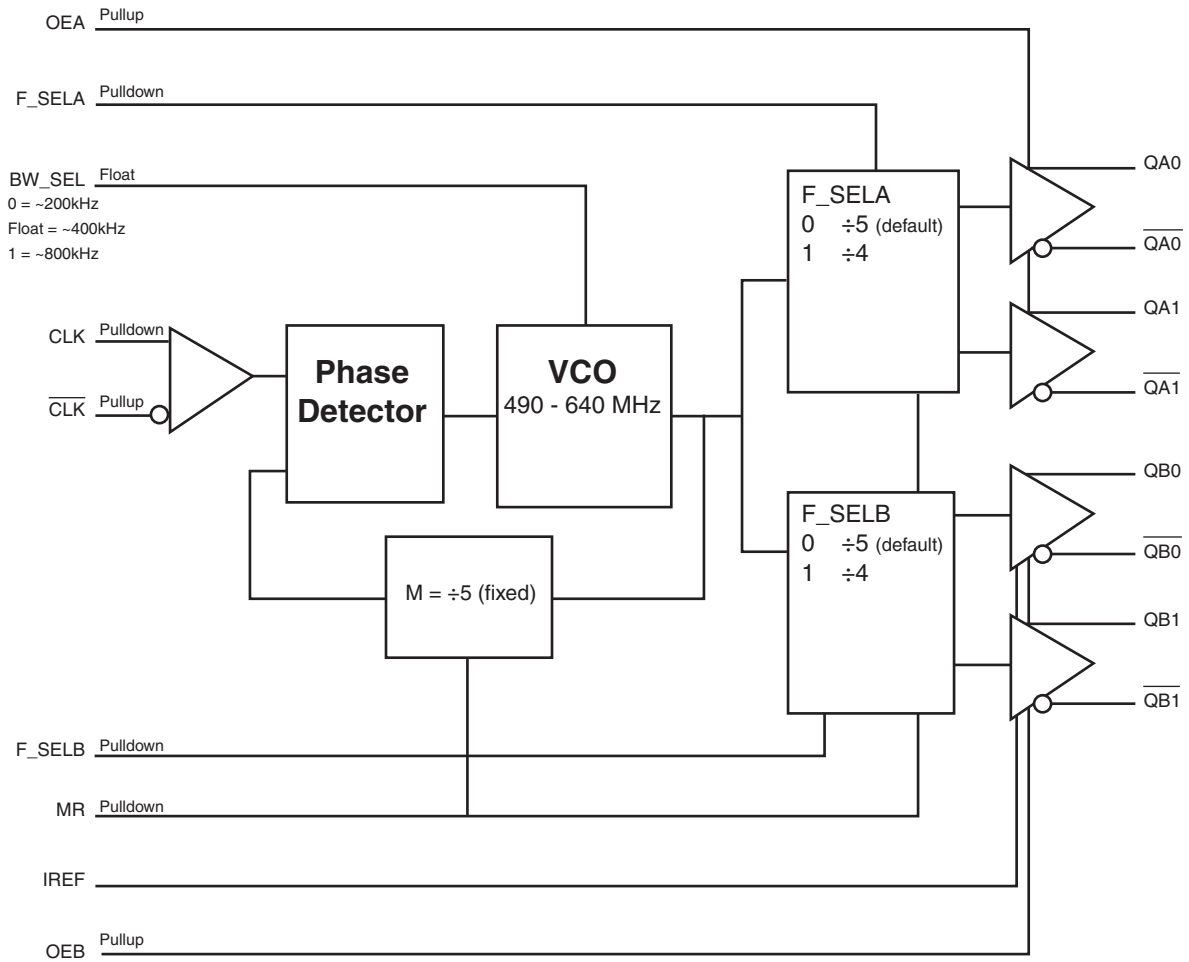 OEA Pullup
F_SELA Pulldown
BW_SEL Float
0 = ~200kHz
Float = ~400kHz
1 = ~800kHz
CLK Pulldown
CLK Pullup
Phase
Detector
VCO
490 - 640 MHz
M = ÷5 (fixed)
F_SELA
0 ÷5 (default)
1 ÷4
F_SELB
0 ÷5 (default)
1 ÷4
QA0
QA0
QA1
QA1
QB0
QB0
QB1
QB1
F_SELB Pulldown
MR Pulldown
IREF
OEB Pullup